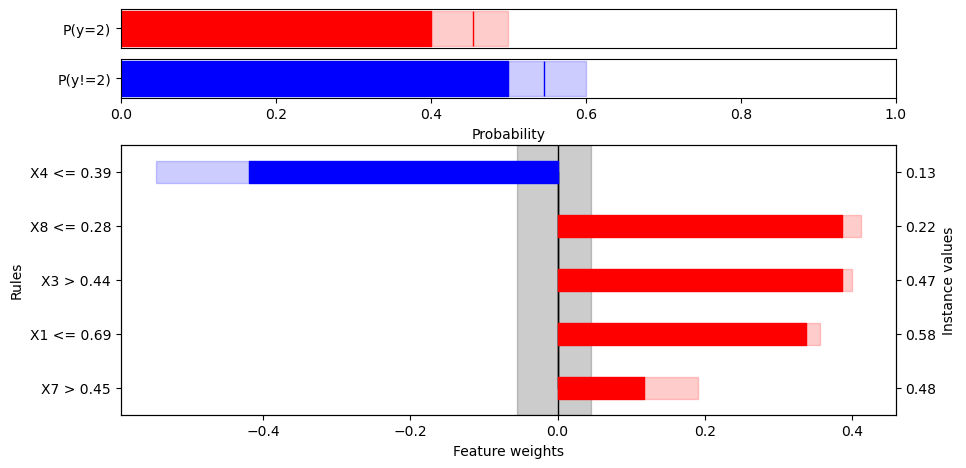 P(y=2)
P(y!=2)
0.0 0.2 0.4 0.6 0.8 1.0
Probability
X4 <= 0.39 0.13
X8 <= 0.28 0.22
X3 > 0.44 0.47
X1 <= 0.69 0.58
X7 > 0.45 0.48
Rules
Instance values
−0.4 −0.2 0.0 0.2 0.4
Feature weights